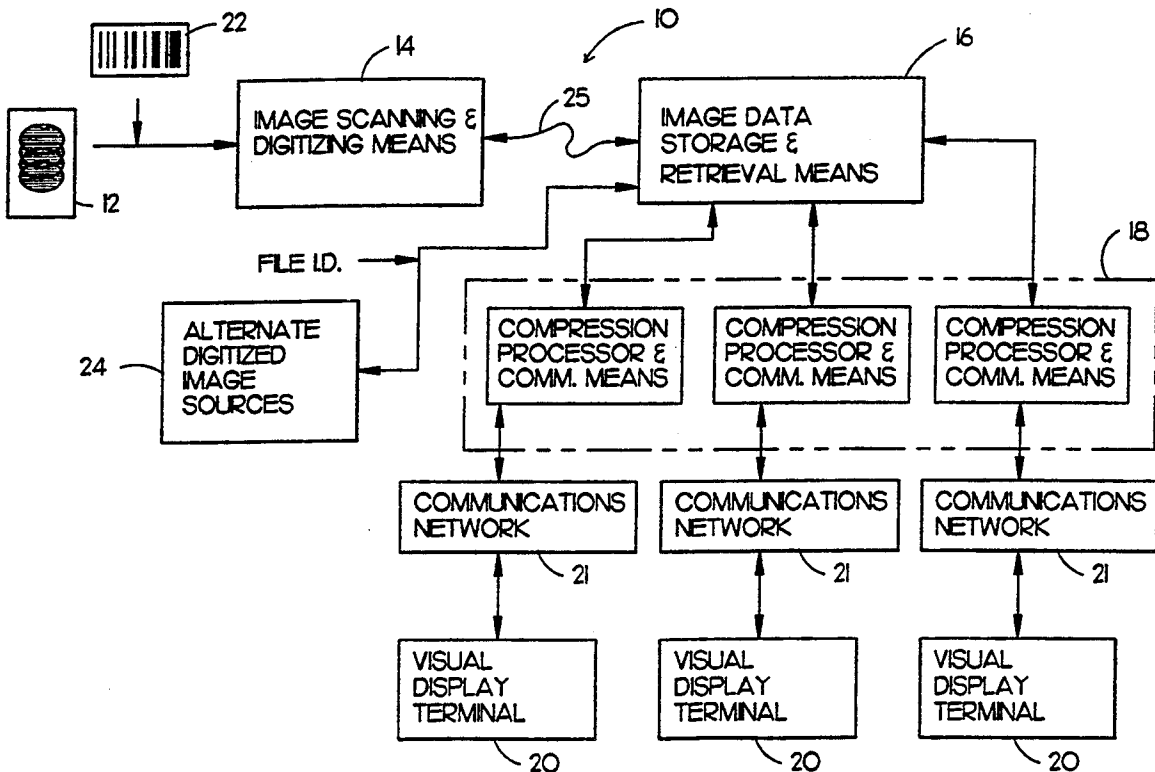 22
10
14
16
IMAGE SCANNING &
DIGITIZING MEANS
25
IMAGE DATA
STORAGE &
RETRIEVAL MEANS
12
FILE I.D.
18
ALTERNATE
DIGITIZED
IMAGE
SOURCES
24
COMPRESSION
PROCESSOR &
COMM. MEANS
COMPRESSION
PROCESSOR &
COMM. MEANS
COMPRESSION
PROCESSOR &
COMM. MEANS
COMMUNICATIONS
NETWORK
21
COMMUNICATIONS
NETWORK
21
COMMUNICATIONS
NETWORK
21
VISUAL
DISPLAY
TERMINAL
20
VISUAL
DISPLAY
TERMINAL
20
VISUAL
DISPLAY
TERMINAL
20